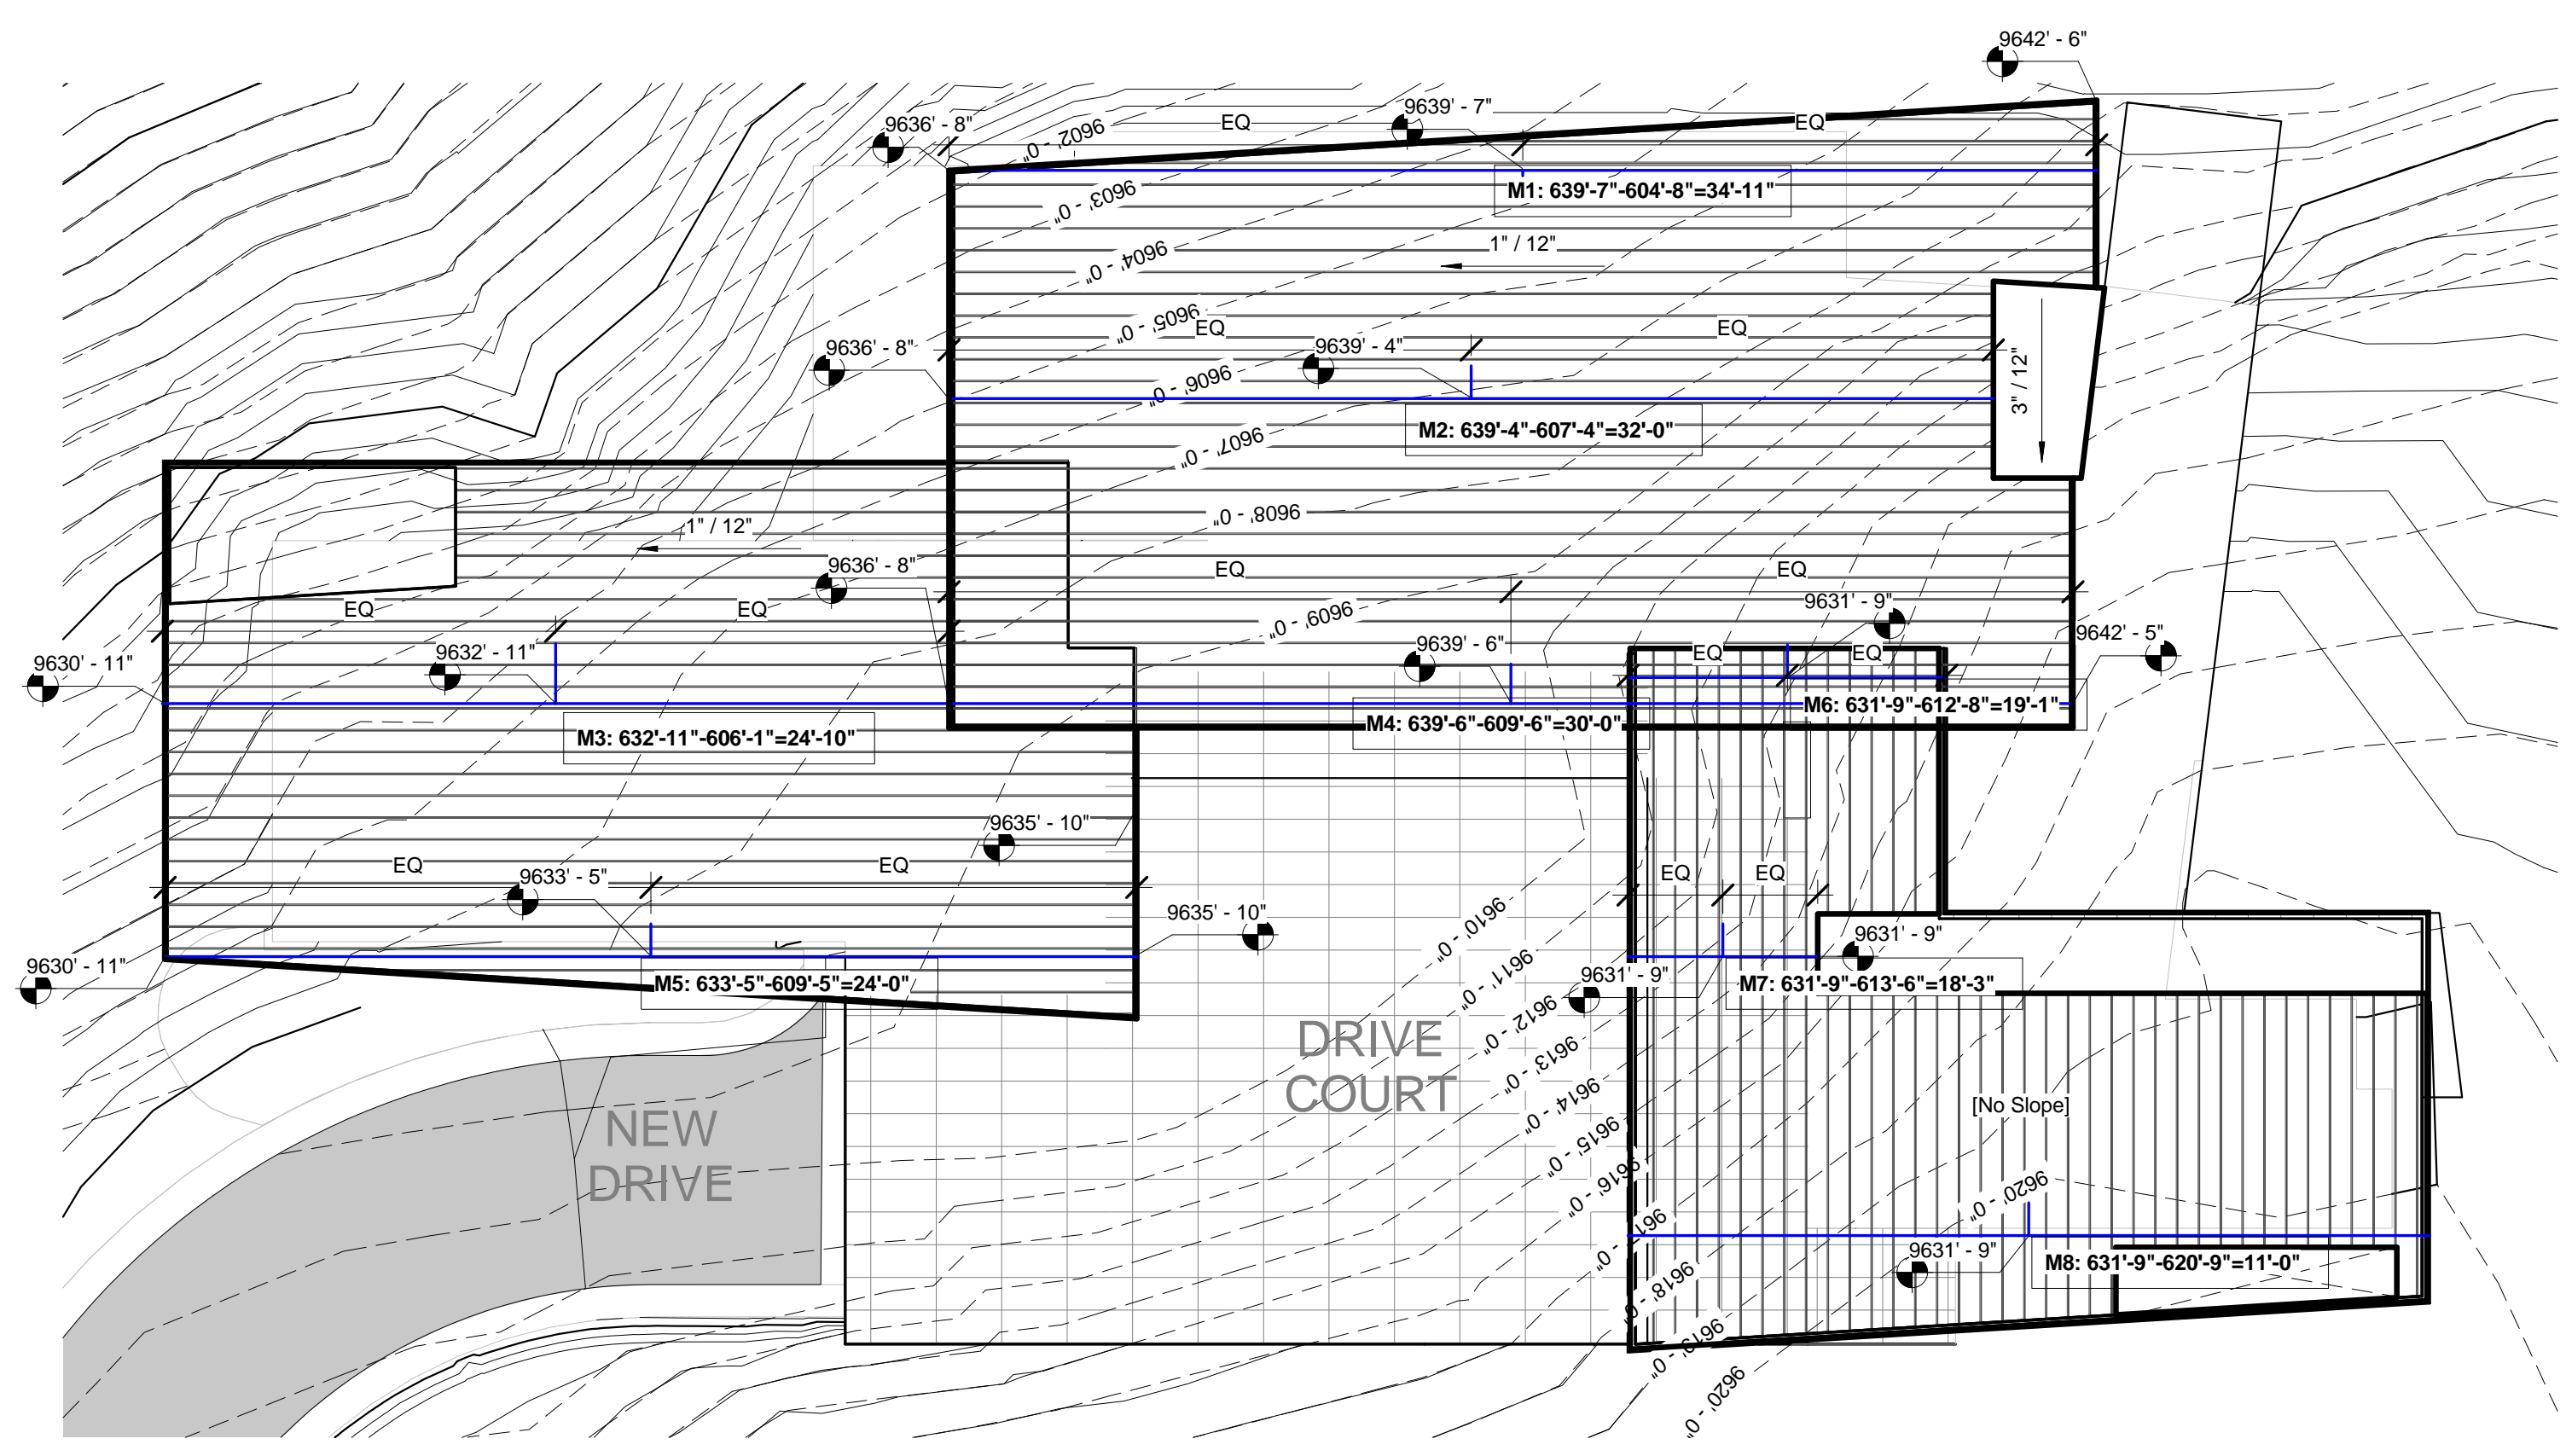 9642' - 6"
9639' - 7"
9636' - 8"
EQ
EQ
9602' - 0"
M1: 639'-7"-604'-8"=34'-11"
9603' - 0"
1" / 12"
9604' - 0"
9605' - 0"
EQ
EQ
9636' - 8"
9639' - 4"
3" / 12"
9606' - 0"
M2: 639'-4"-607'-4"=32'-0"
9607' - 0"
9608' - 0"
1" / 12"
9636' - 8"
EQ
EQ
EQ
EQ
9631' - 9"
9609' - 0"
9642' - 5"
9639' - 6"
9632' - 11"
9630' - 11"
EQ
EQ
M6: 631'-9"-612'-8"=19'-1"
M4: 639'-6"-609'-6"=30'-0"
M3: 632'-11"-606'-1"=24'-10"
9635' - 10"
EQ
EQ
9633' - 5"
EQ
EQ
9635' - 10"
9610' - 0"
9631' - 9"
9611' - 0"
9630' - 11"
9631' - 9"
M5: 633'-5"-609'-5"=24'-0"
M7: 631'-9"-613'-6"=18'-3"
9612' - 0"
DRIVE
COURT
9613' - 0"
9614' - 0"
[No Slope]
NEW
DRIVE
9615' - 0"
9616' - 0"
9620' - 0"
9617' - 0"
9631' - 9"
M8: 631'-9"-620'-9"=11'-0"
9618' - 0"
9619' - 0"
9620' - 0"